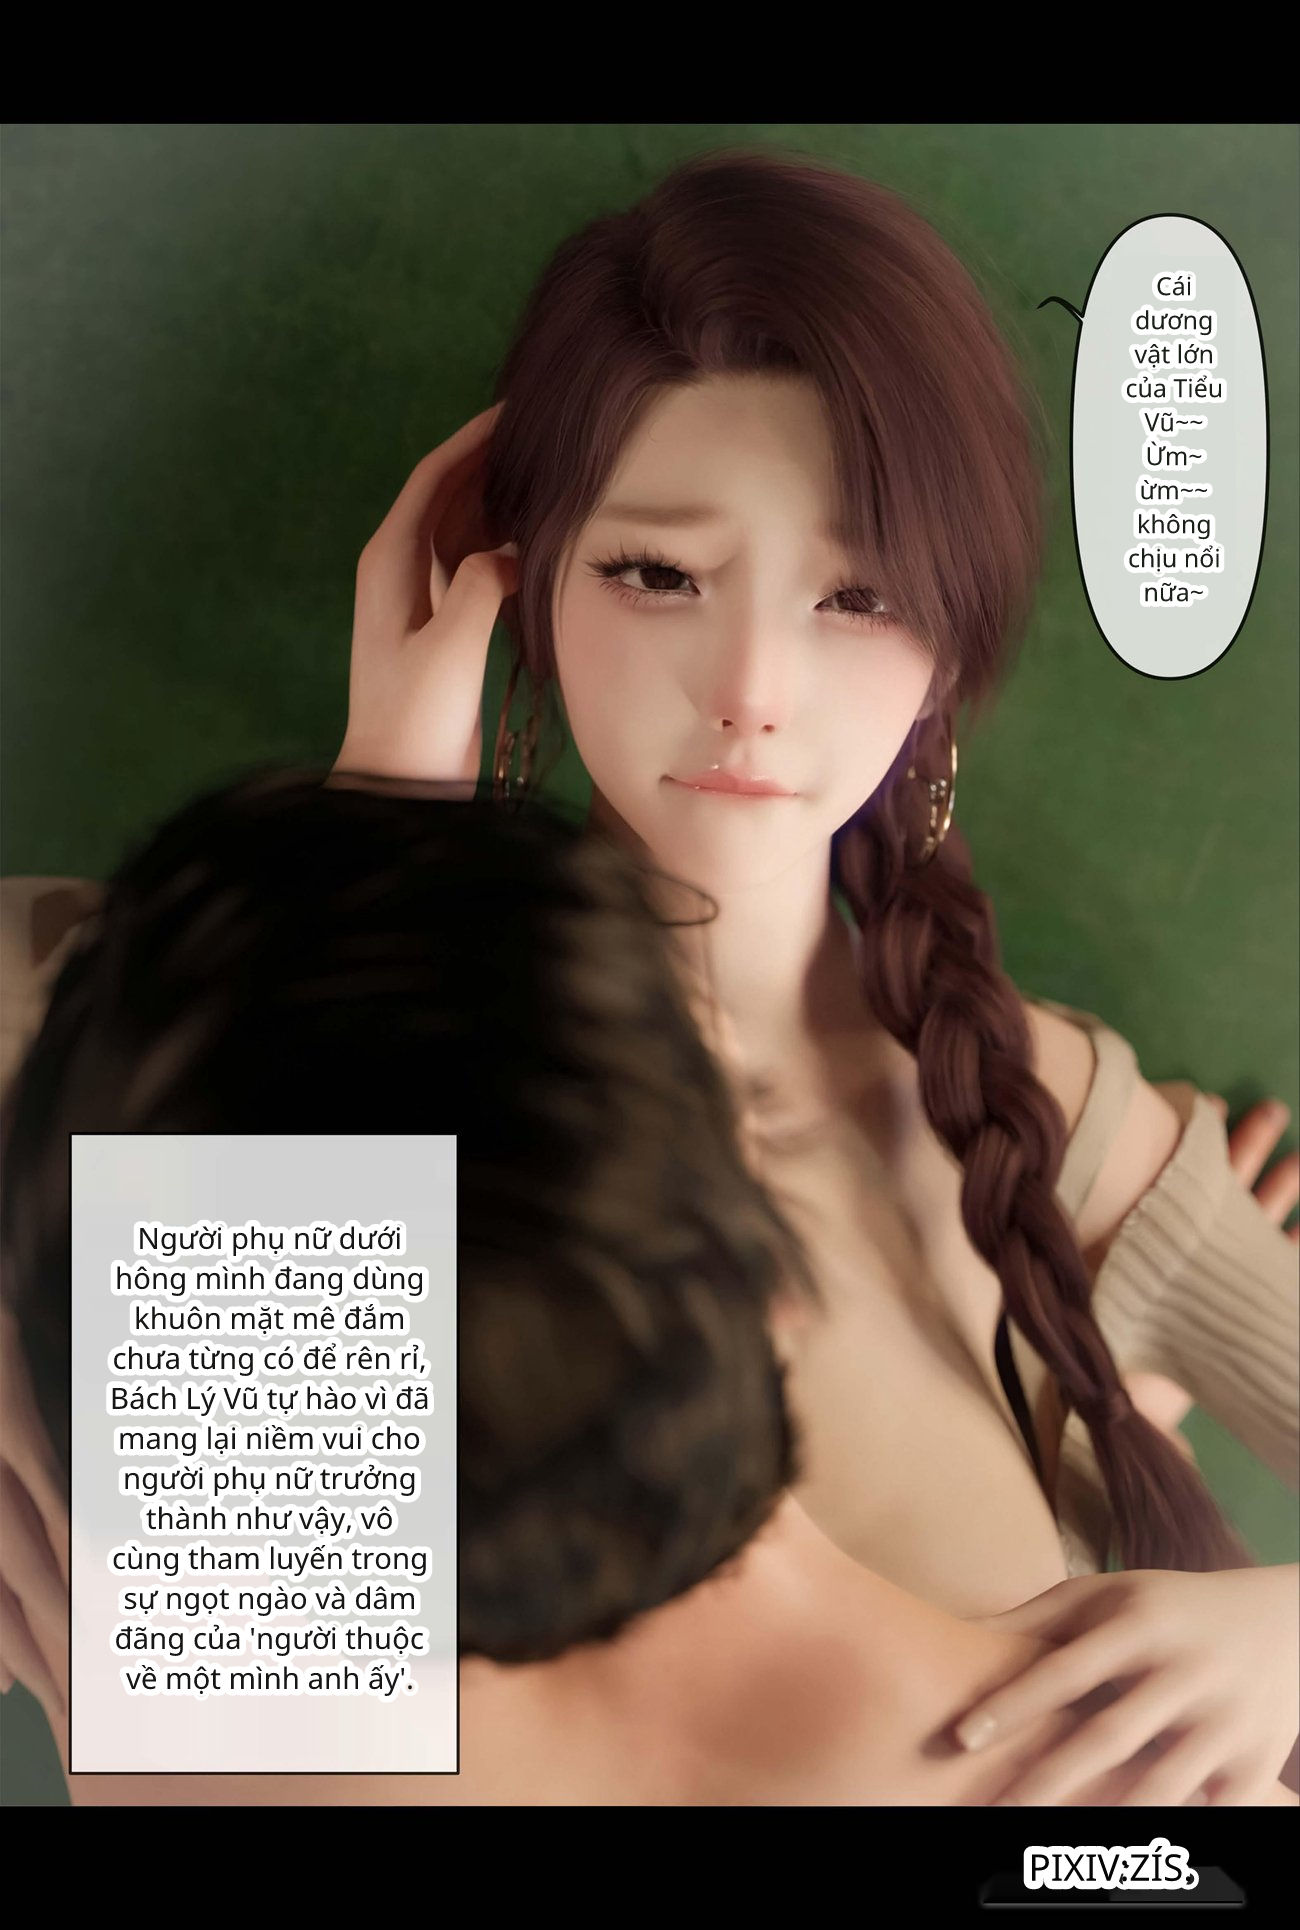 Cái
dương
vật lớn
của Tiểu
Vũ~~
Ừm~
ừm~~
không
chịu nổi
nữa~
Người phụ nữ dưới
hông mình đang dùng
khuôn mặt mê đắm
chưa từng có để rên rỉ,
Bách Lý Vũ tự hào vì đã
mang lại niềm vui cho
người phụ nữ trưởng
thành như vậy, vô
cùng tham luyến trong
sự ngọt ngào và dâm
đãng của 'người thuộc
về một mình anh ấy'.
PIXIV:ZÍS,